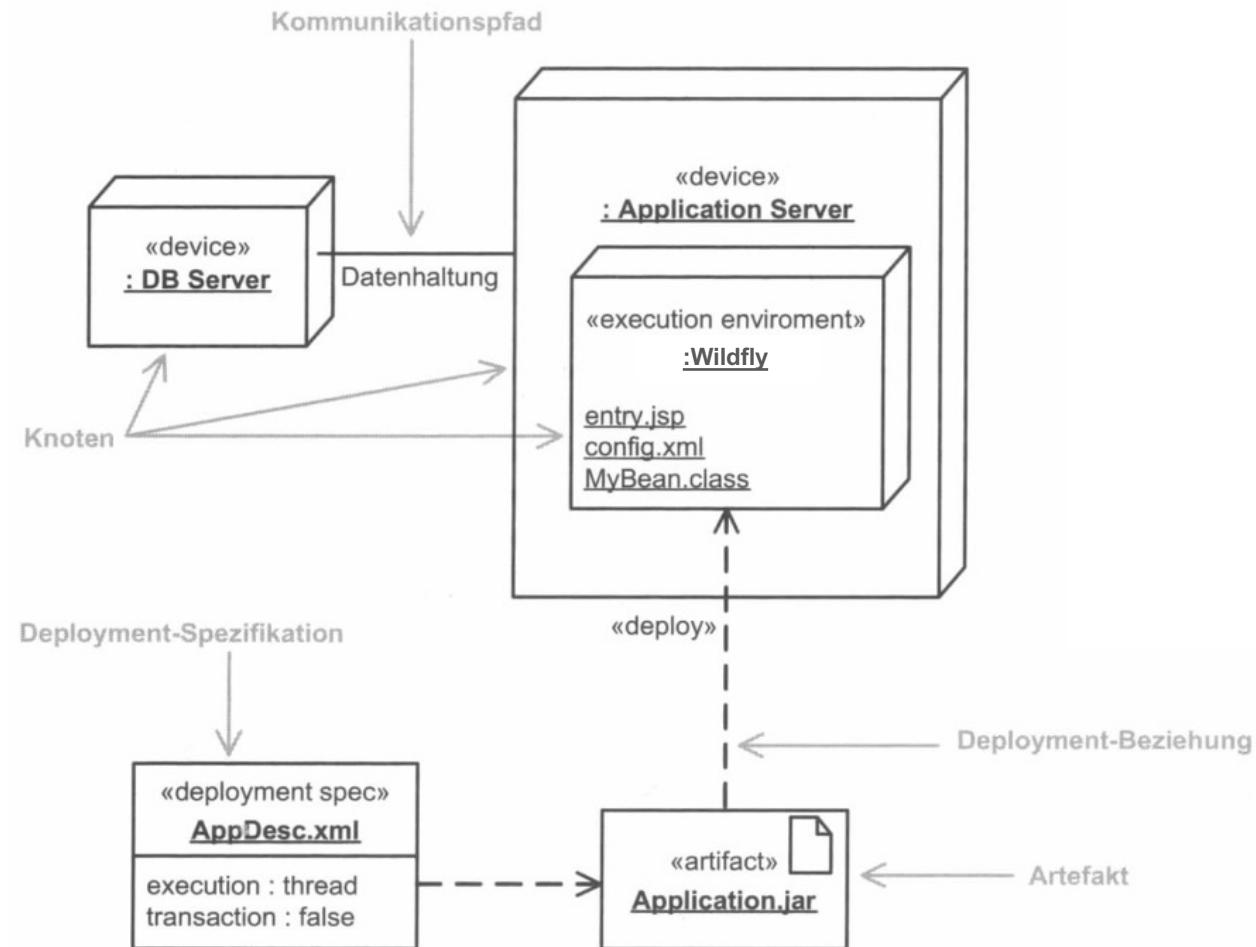 Kommunikationspfad
«device»
: Application Server
«device»
: DB Server
Datenhaltung
«execution enviroment»
:Wildfly
entry.jsp
config.xml
MyBean.class
Knoten
«deploy»
Deployment-Spezifikation
Deployment-Beziehung
«deployment spec»
AppDesc.xml
execution : thread
transaction : false
«artifact»
Application.jar
Artefakt